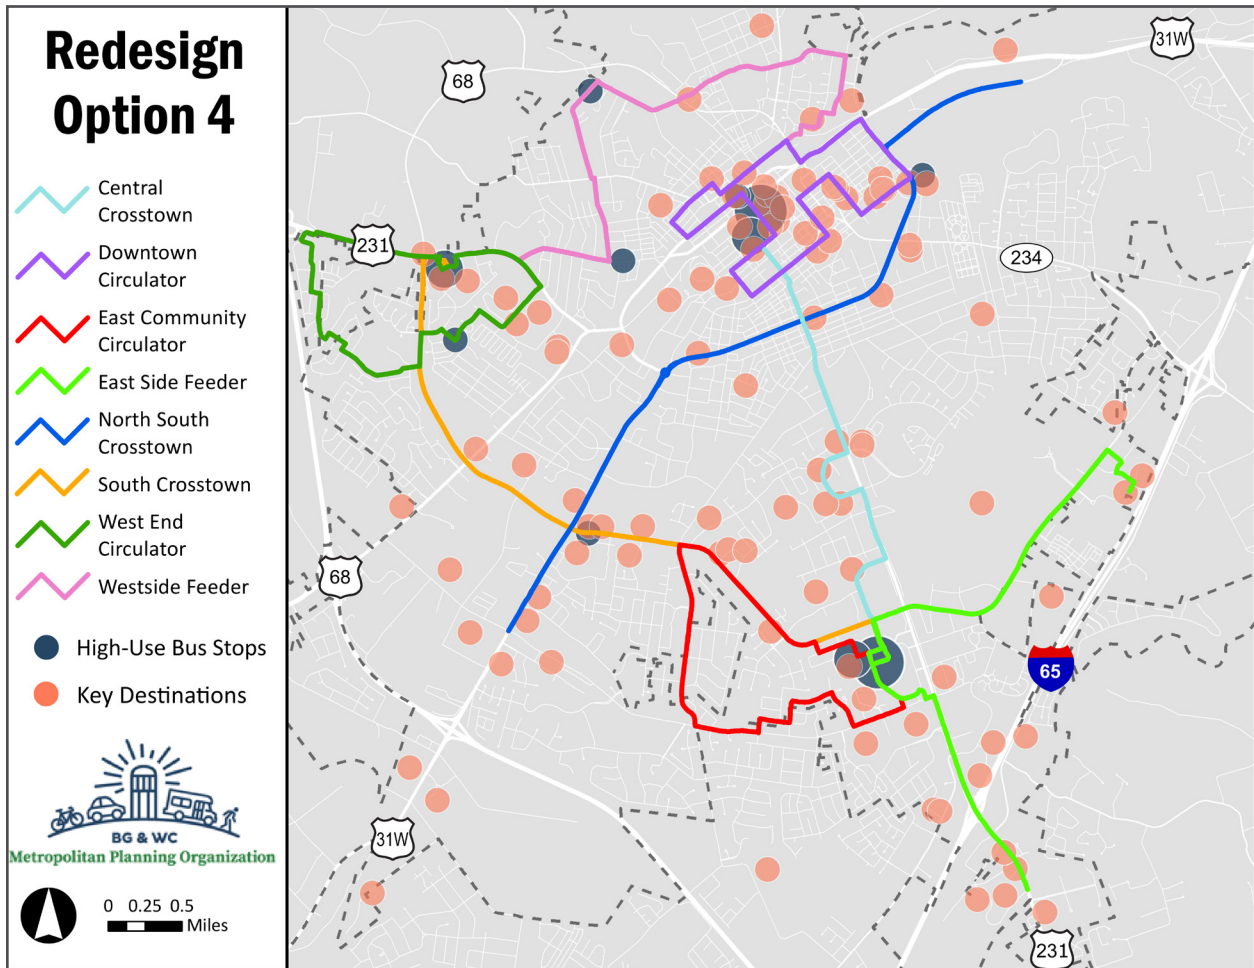 Redesign
Option 4
Central
Crosstown
Downtown
Circulator
East Community
Circulator
East Side Feeder
North South
Crosstown
South Crosstown
West End
Circulator
Westside Feeder
High-Use Bus Stops
Key Destinations
BG & WC
Metropolitan Planning Organization
0 0.25 0.5
Miles
31W
68
231
234
68
65
31W
231